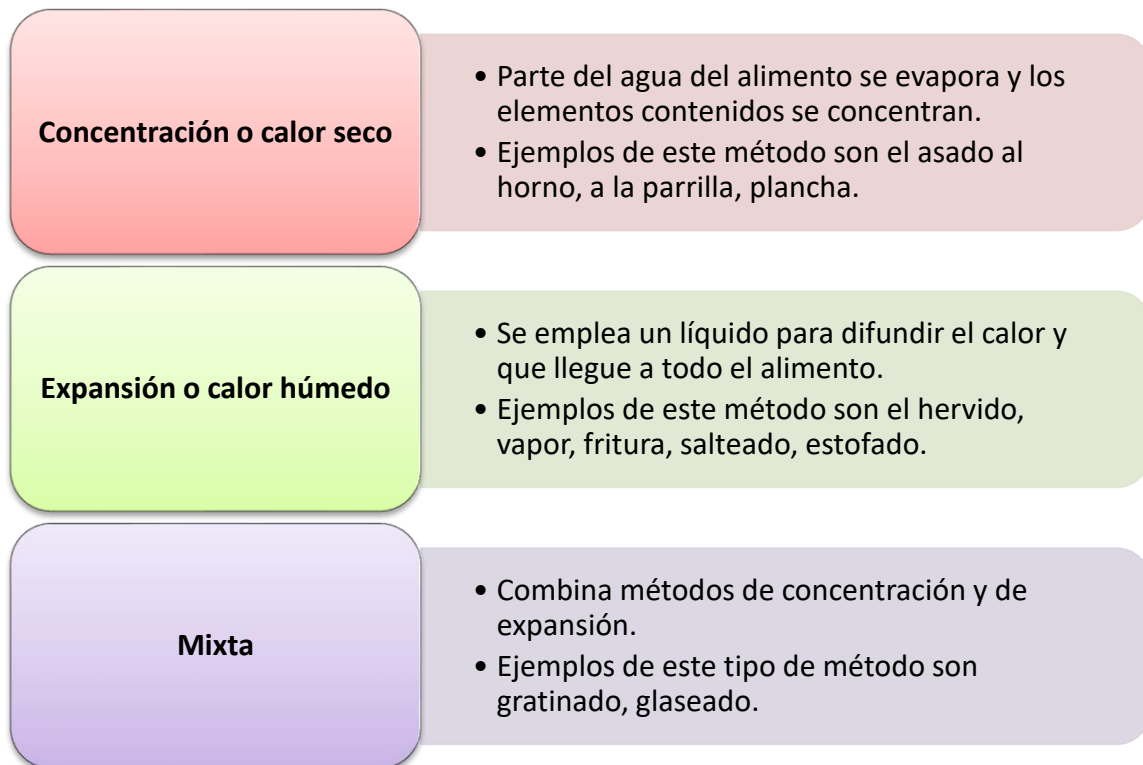 Concentración o calor seco
• Parte del agua del alimento se evapora y los
elementos contenidos se concentran.
• Ejemplos de este método son el asado al
horno, a la parrilla, plancha.
Expansión o calor húmedo
• Se emplea un líquido para difundir el calor y
que llegue a todo el alimento.
• Ejemplos de este método son el hervido,
vapor, fritura, salteado, estofado.
Mixta
• Combina métodos de concentración y de
expansión.
• Ejemplos de este tipo de método son
gratinado, glaseado.